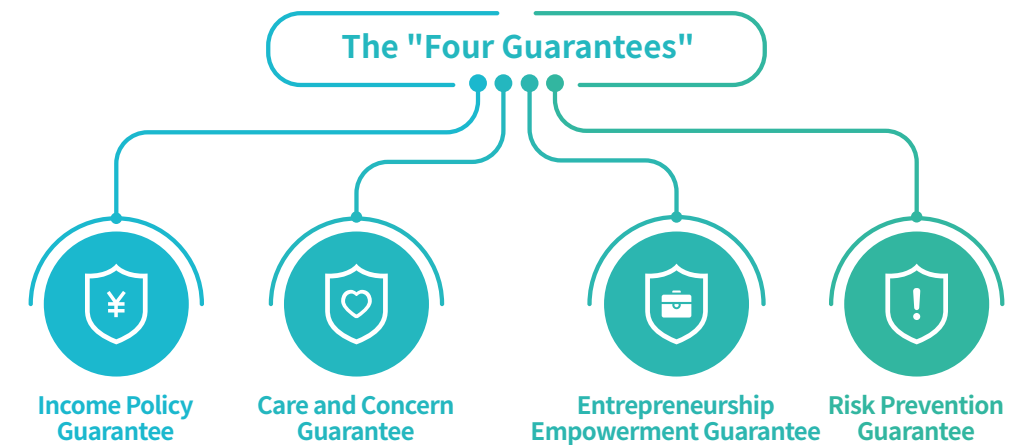 The "Four Guarantees"
¥
Income Policy
Guarantee
Care and Concern
Guarantee
!
Entrepreneurship
Empowerment Guarantee
Risk Prevention
Guarantee